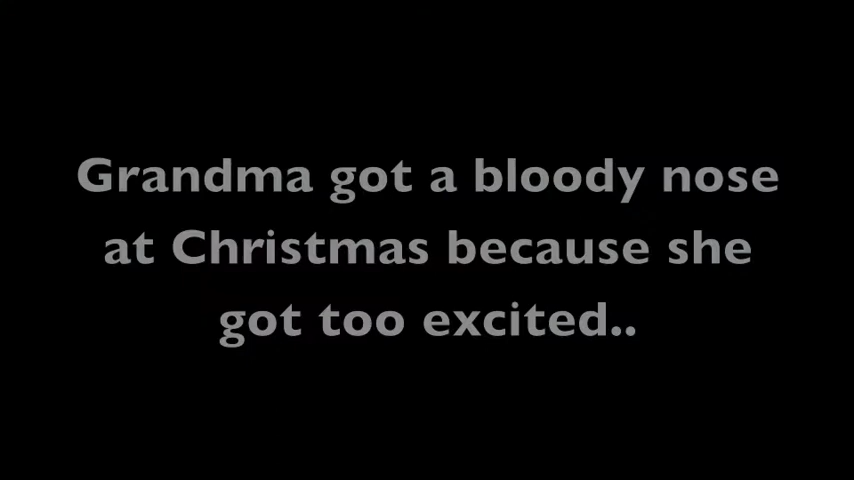 Grandma got a bloody nose
at Christmas because she
got too excited..